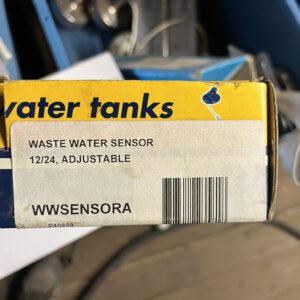 water tanks
WASTE WATER SENSOR
12/24, ADJUSTABLE
WWSENSORA